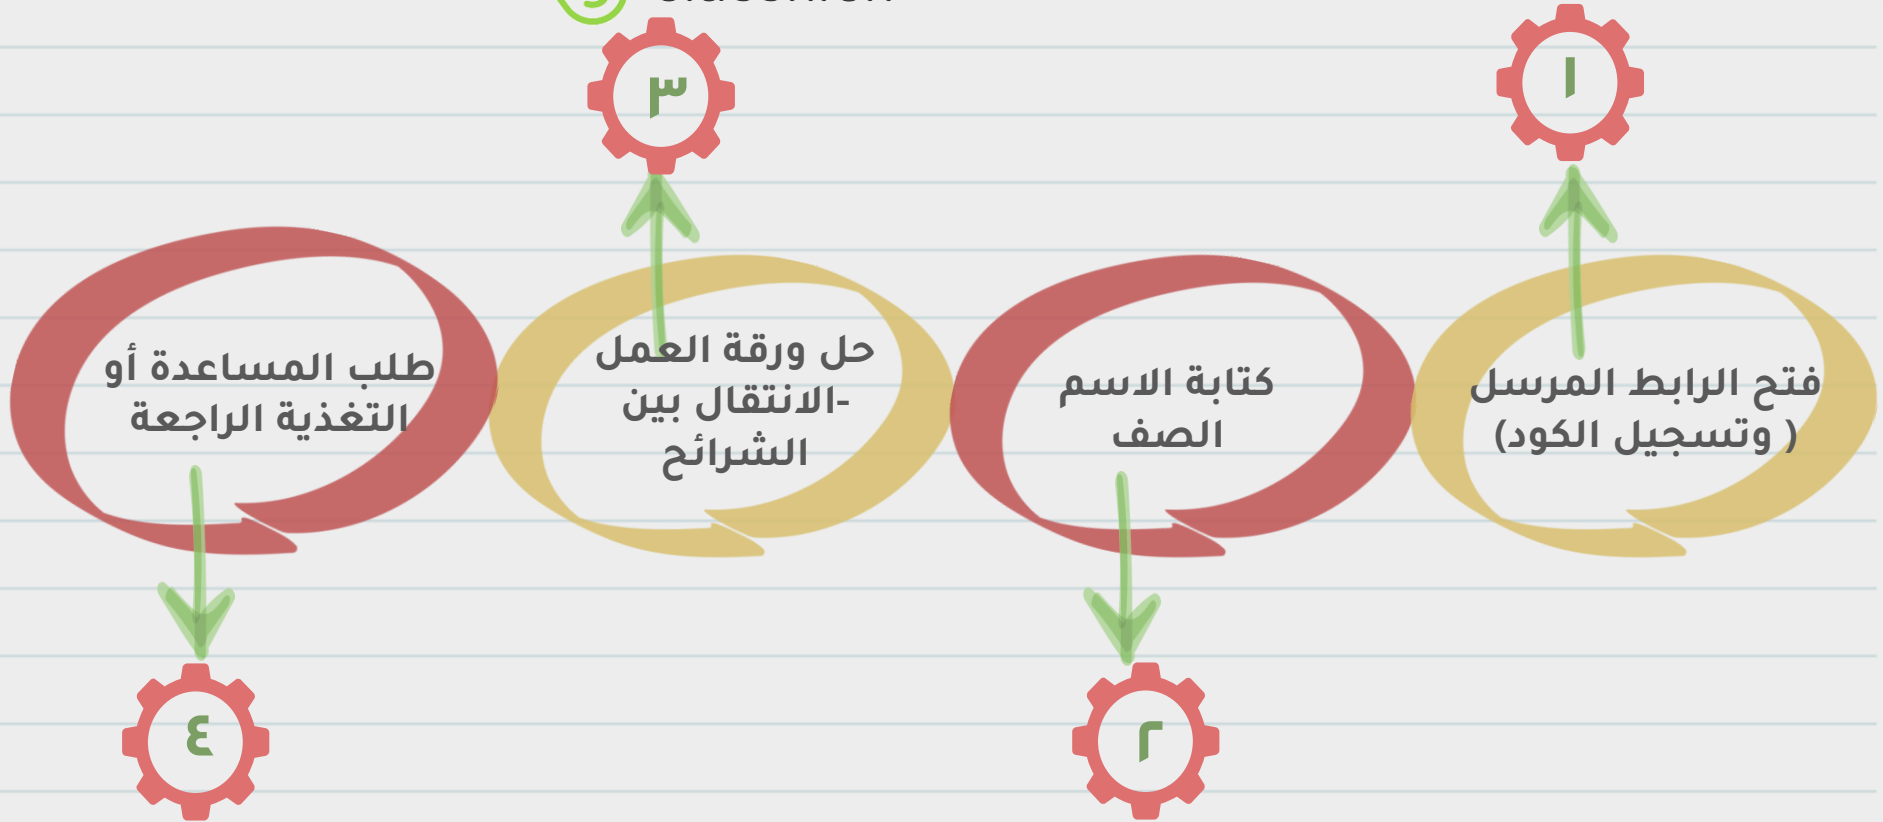 ١
فتح الرابط المرسل
( وتسجيل الكود)
كتابة الاسم
الصف
٢
٣
حل ورقة العمل
-الانتقال بين
الشرائح
طلب المساعدة أو
التغذية الراجعة
٤